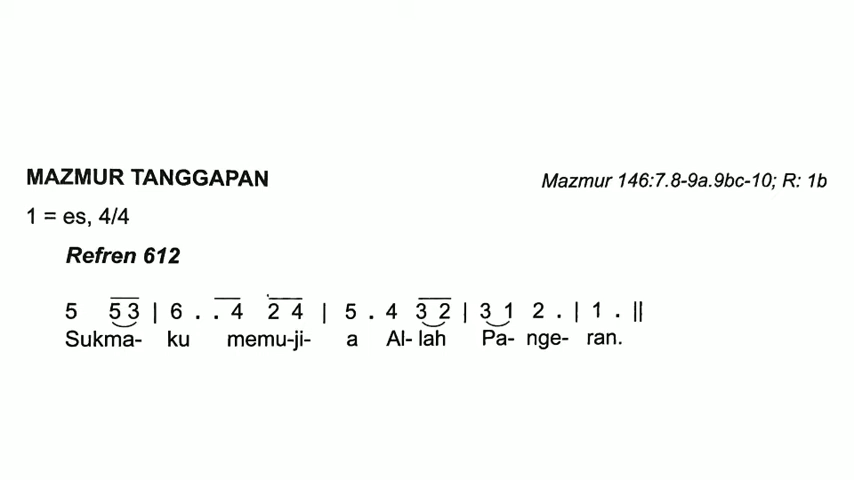 MAZMUR TANGGAPAN Mazmur 146:7.8-9a.9bc-10; R: 1b
1 = es, 4/4
Refren 612
5 5 3 | 6 . . 4 2 4 | 5 . 4 3 2 | 3 1 2 . | 1 . ||
Sukma- ku memu-ji- a Al- lah Pa- nge- ran.